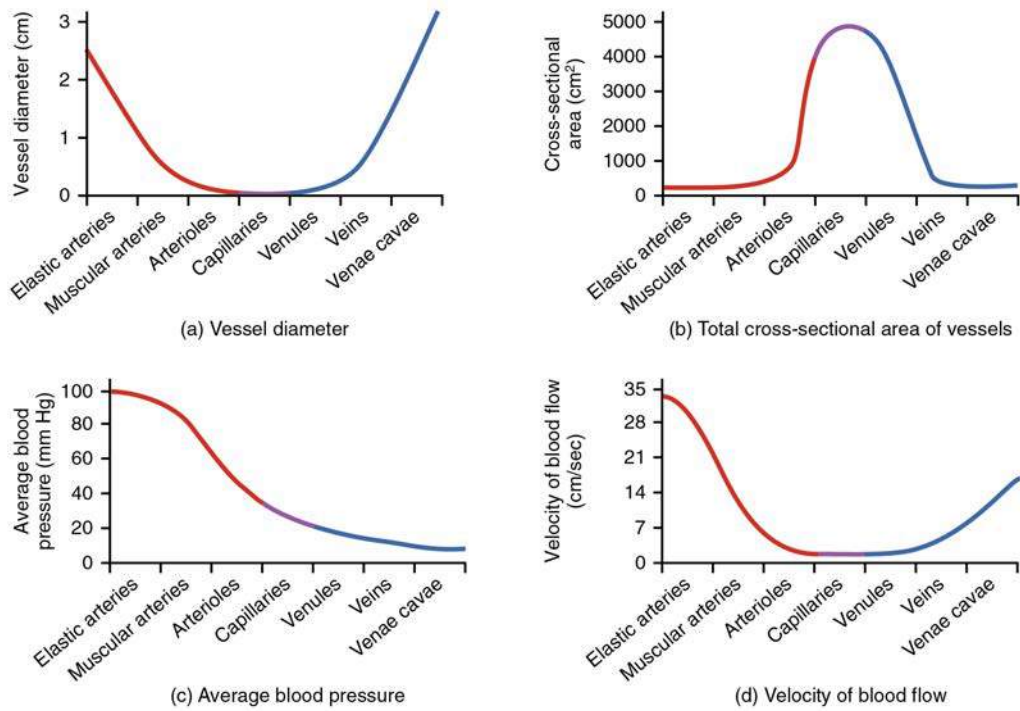 Vessel diameter (cm)
3
2
1
0
Elastic arteries
Muscular arteries
Arterioles
Capillaries
Venules
Veins
Venae cavae
(a) Vessel diameter
Cross-sectional
area (cm²)
5000
4000
3000
2000
1000
0
Elastic arteries
Muscular arteries
Arterioles
Capillaries
Venules
Veins
Venae cavae
(b) Total cross-sectional area of vessels
Average blood
pressure (mm Hg)
100
80
60
40
20
0
Elastic arteries
Muscular arteries
Arterioles
Capillaries
Venules
Veins
Venae cavae
(c) Average blood pressure
Velocity of blood flow
(cm/sec)
35
28
21
14
7
0
Elastic arteries
Muscular arteries
Arterioles
Capillaries
Venules
Veins
Venae cavae
(d) Velocity of blood flow